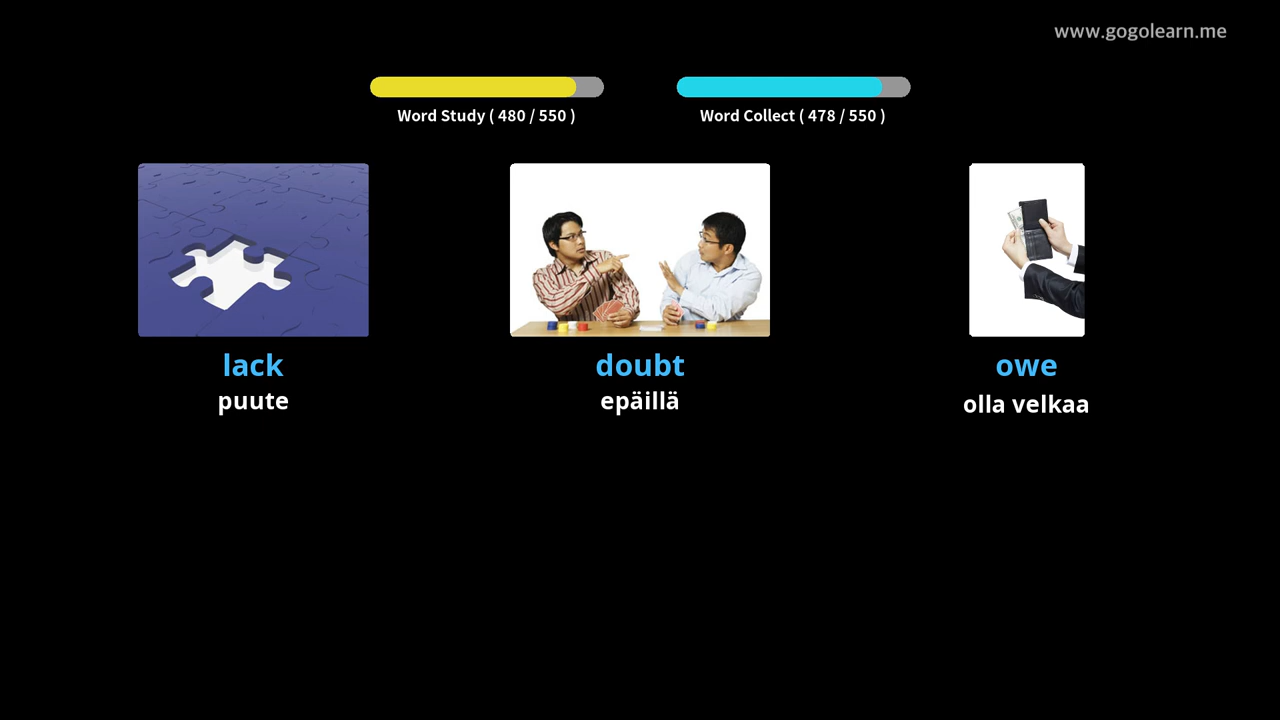 www.gogolearn.me
Word Study ( 480 / 550 )
Word Collect ( 478 / 550 )
lack
puute
doubt
epäillä
owe
olla velkaa